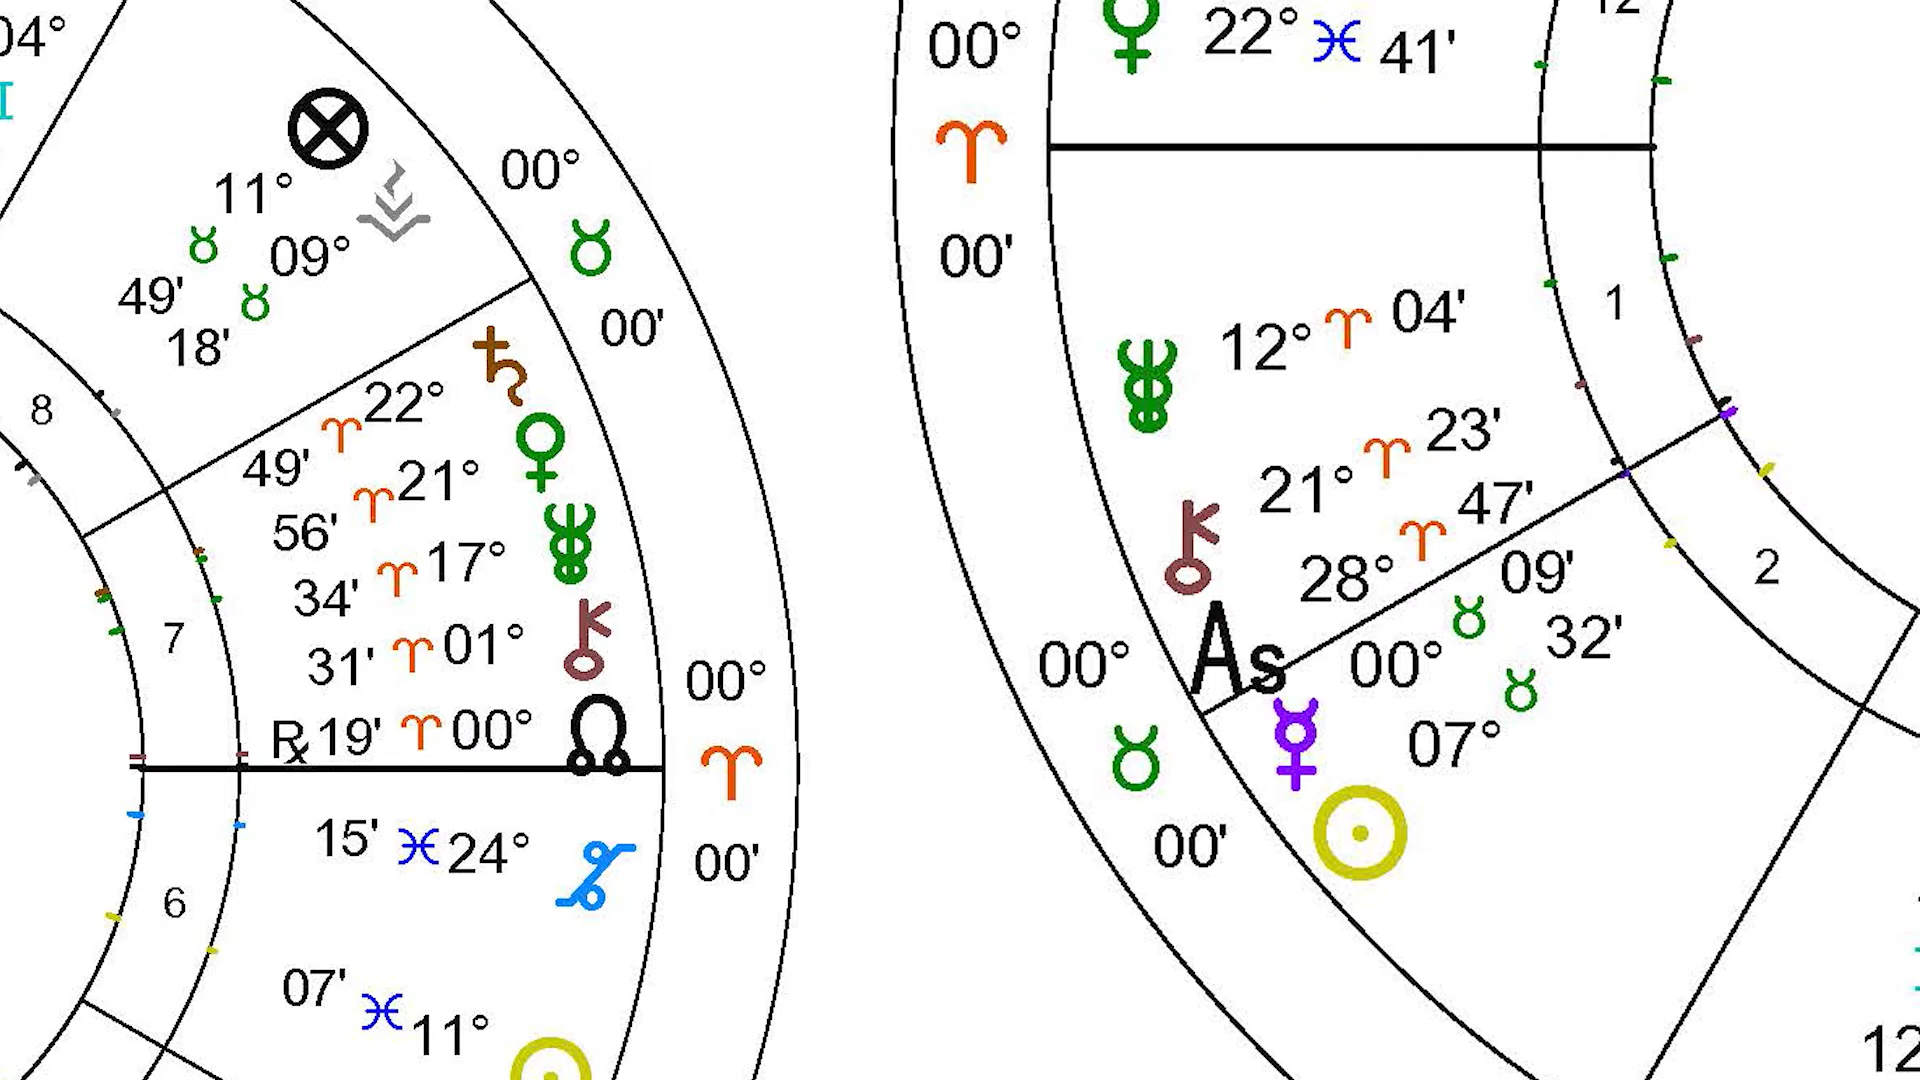 04°
♊
11° ♉ 49'
09° ♉ 18'
00° ♉ 00'
8
22° ♈ 49'
21° ♈ 56'
17° ♈ 34'
01° ♈ 31'
00° ♈ 19' ℞
7
00° ♈ 00'
24° ♓ 15'
6
11° ♓ 07'
00° ♈ 00'
22° ♓ 41'
12
12° ♈ 04'
1
21° ♈ 23'
28° ♈ 47'
As
00° ♉ 09'
2
07° ♉ 32'
00° ♉ 00'
12